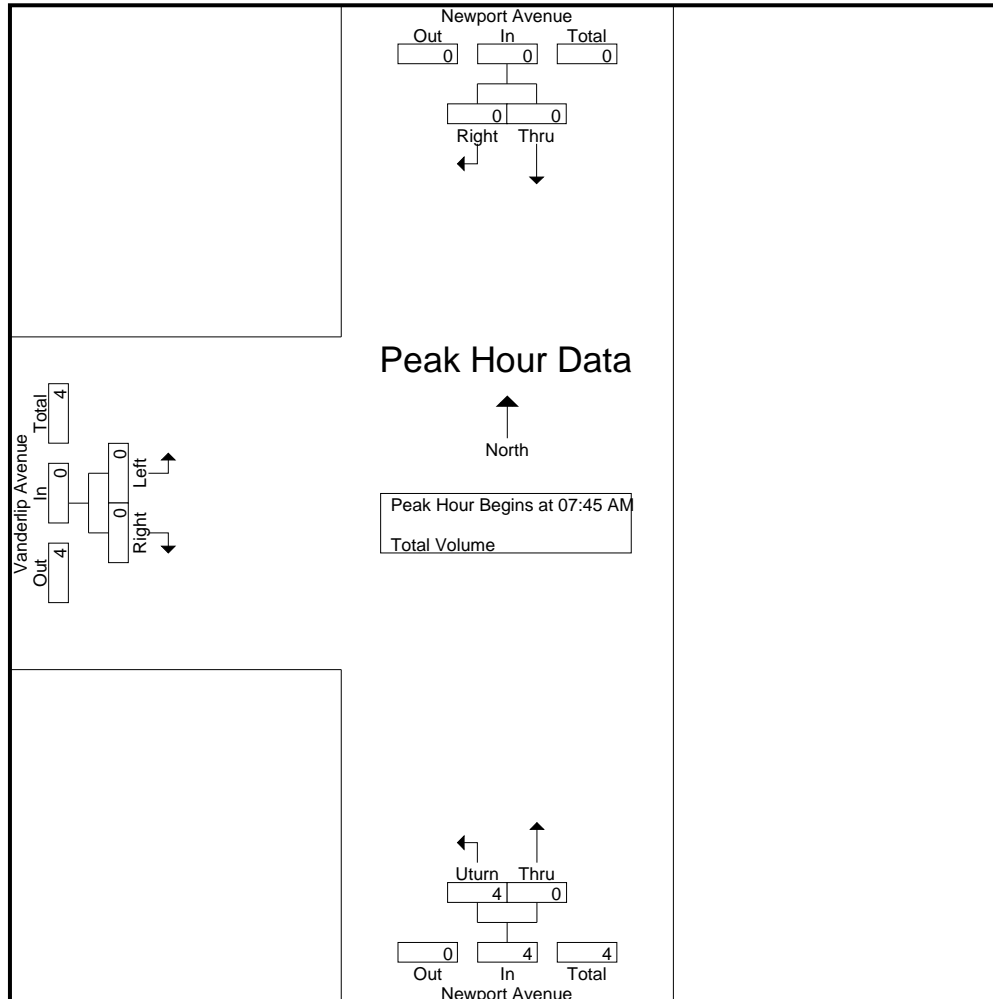 Newport Avenue
Out In Total
0 0 0
0 0
Right Thru
Peak Hour Data
North
Peak Hour Begins at 07:45 AM
Total Volume
Vanderlip Avenue
Out In Total
4 0 4
Right Left
0 0
Uturn Thru
4 0
0 4 4
Out In Total
Newport Avenue